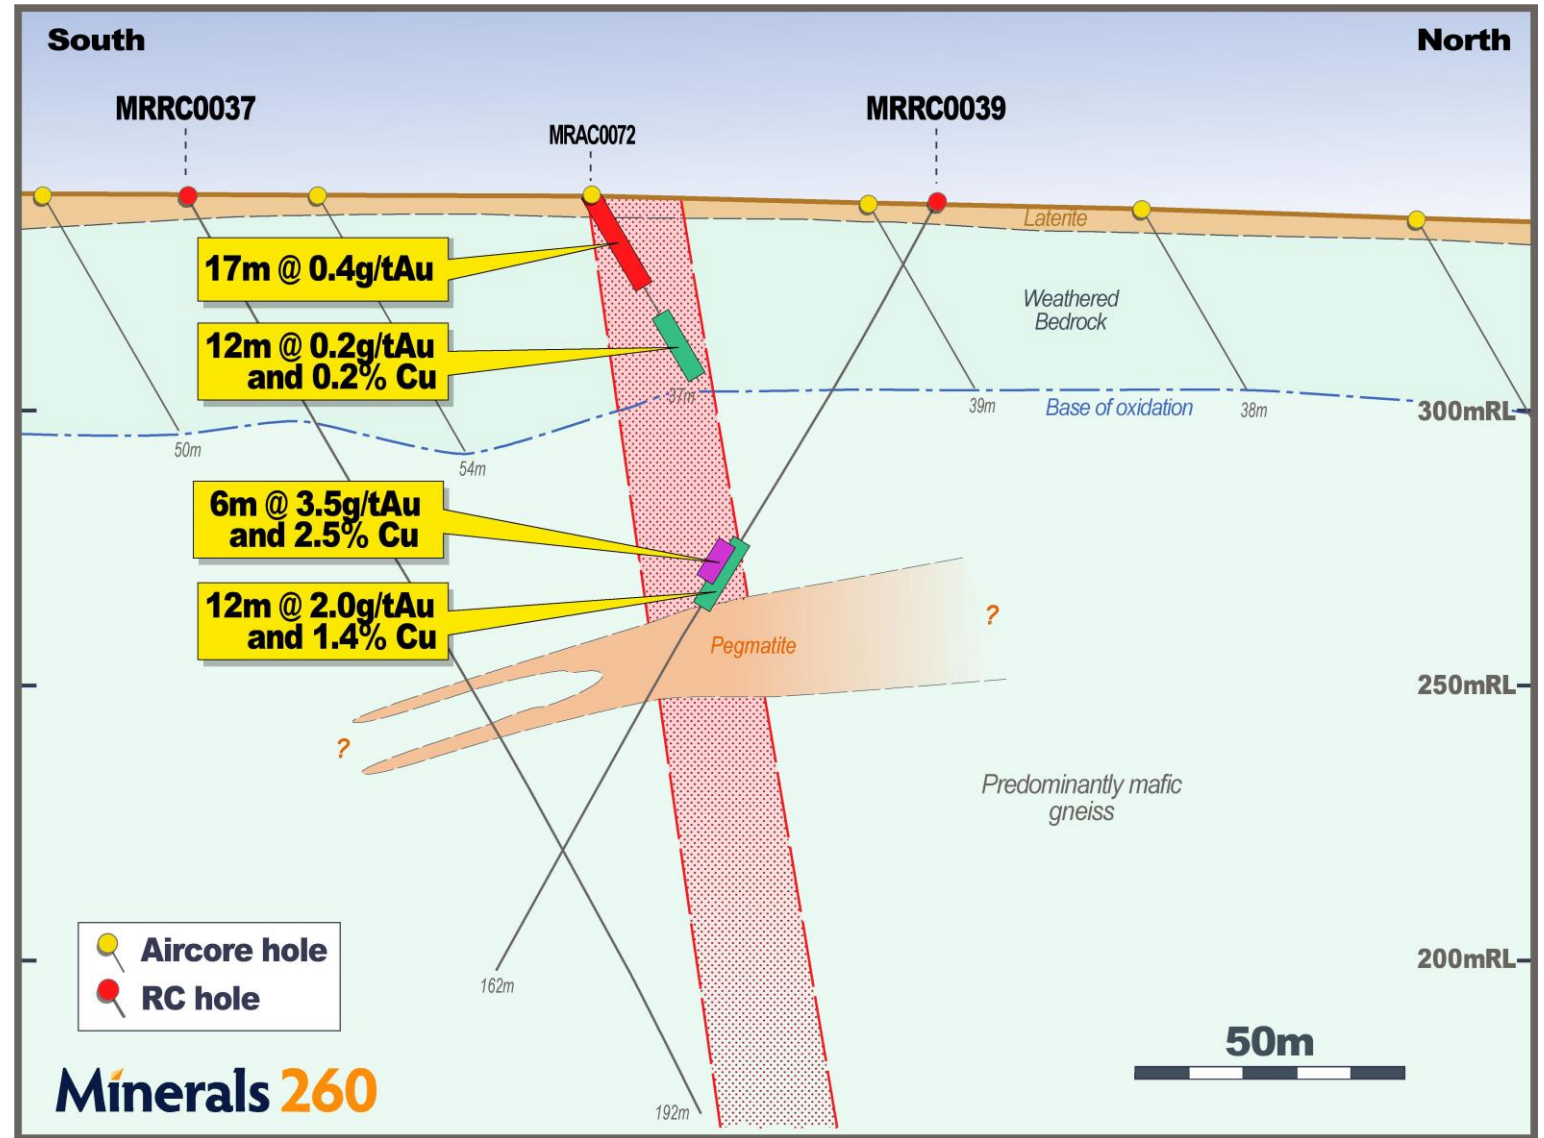 South
North
MRRC0037
MRAC0072
MRRC0039
Laterite
17m @ 0.4g/tAu
Weathered
Bedrock
12m @ 0.2g/tAu
and 0.2% Cu
37m
39m
Base of oxidation
38m
300mRL
50m
54m
6m @ 3.5g/tAu
and 2.5% Cu
12m @ 2.0g/tAu
and 1.4% Cu
?
Pegmatite
250mRL
?
Predominantly mafic
gneiss
Aircore hole
RC hole
200mRL
162m
50m
Minerals 260
192m